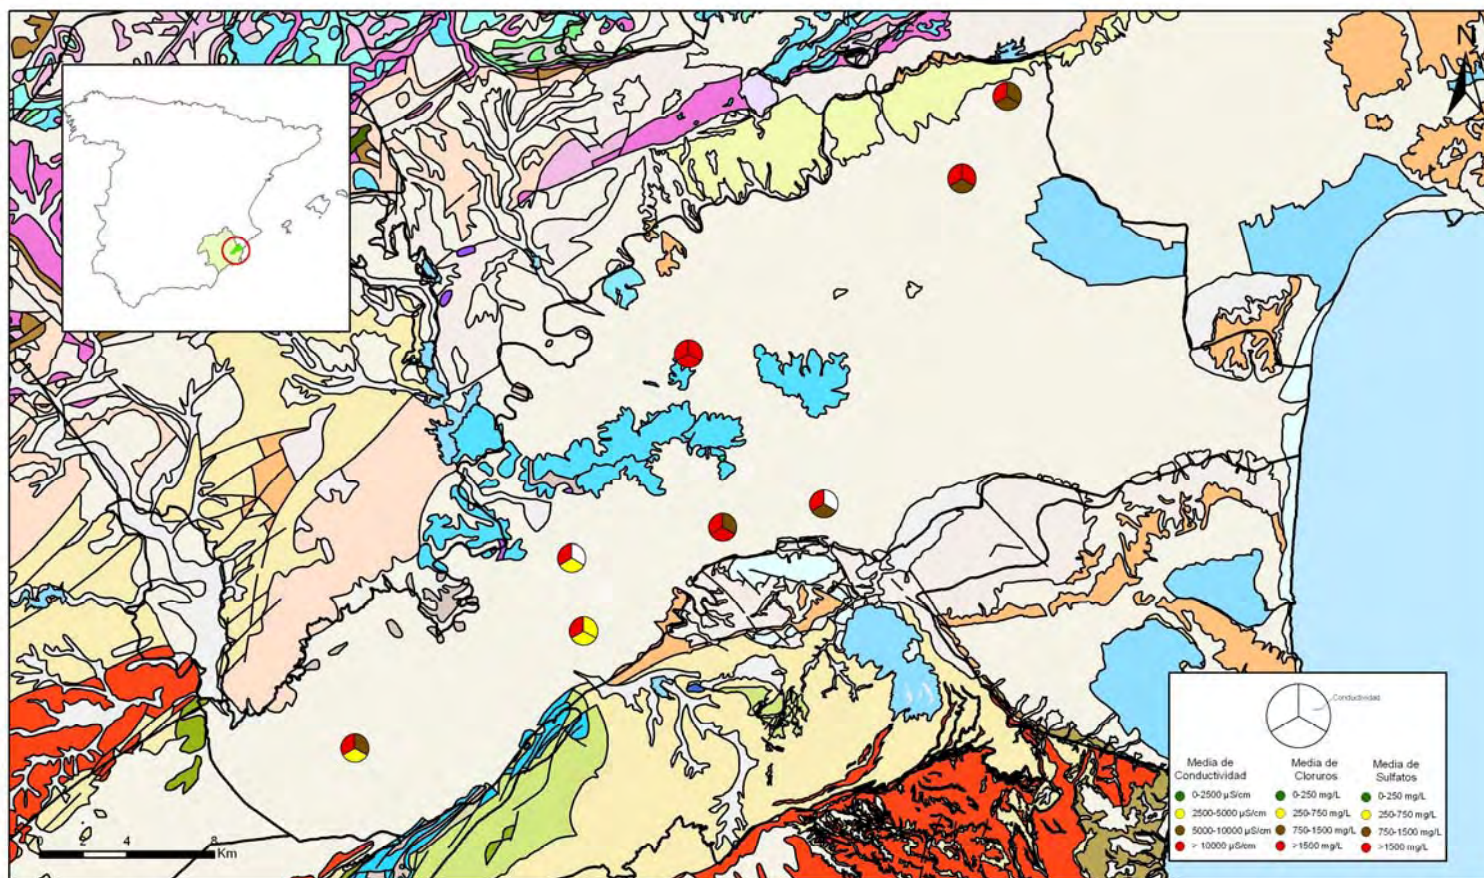 N
Conductividad
Media de Conductividad
Media de Cloruros
Media de Sulfatos
0-2500 µS/cm
0-250 mg/L
0-250 mg/L
2500-5000 µS/cm
250-750 mg/L
250-750 mg/L
5000-10000 µS/cm
750-1500 mg/L
750-1500 mg/L
> 10000 µS/cm
>1500 mg/L
>1500 mg/L
0 2 4 8
Km